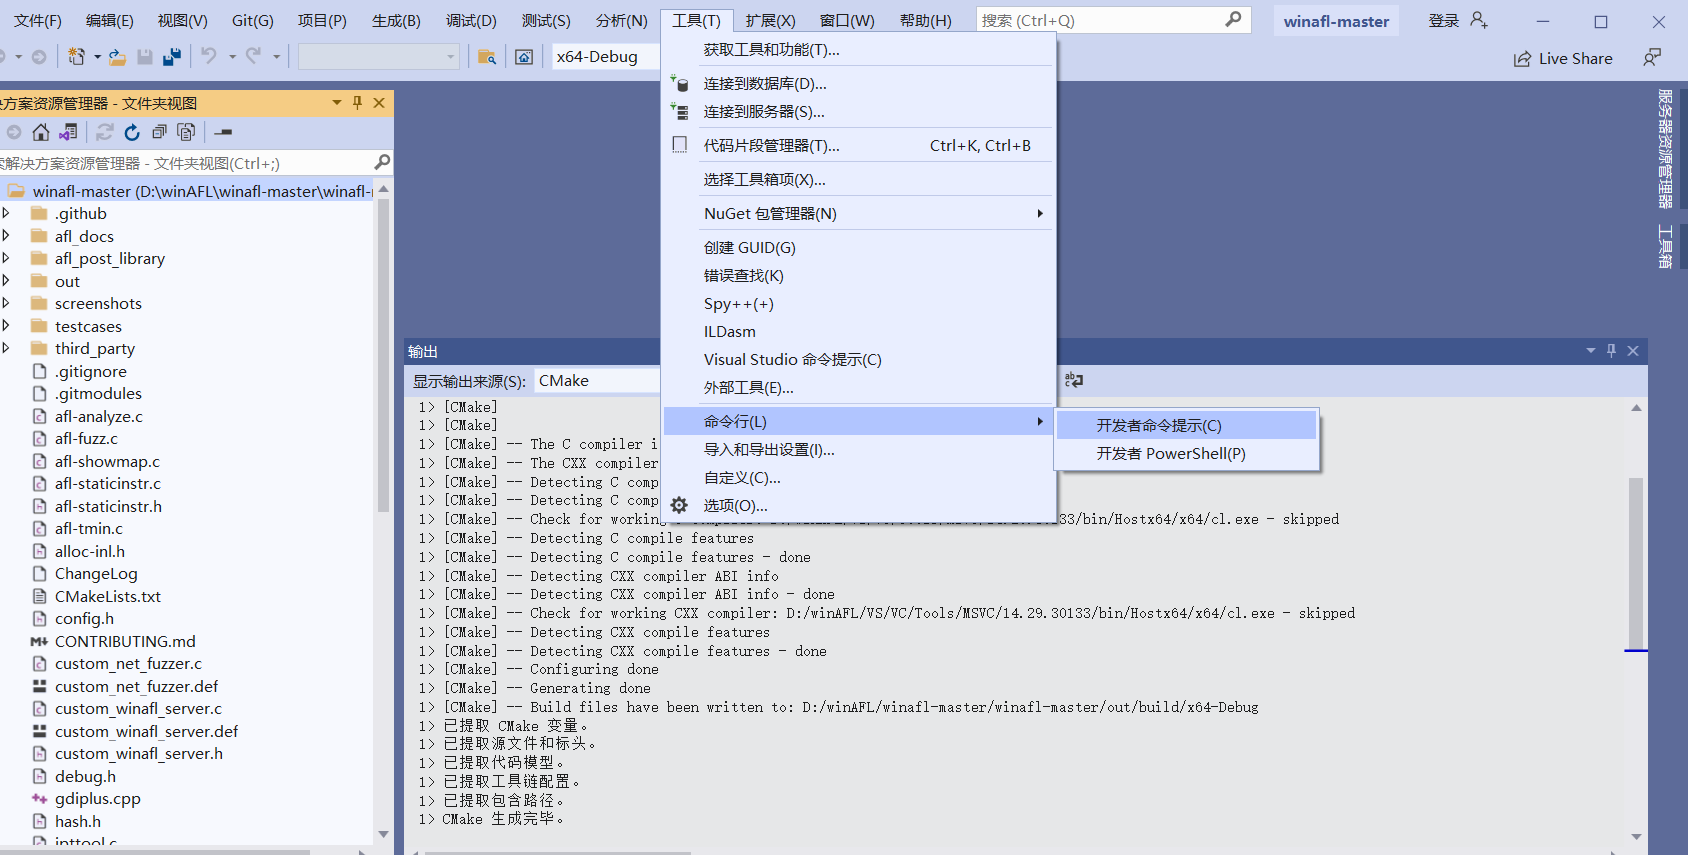 文件(F) 编辑(E) 视图(V) Git(G) 项目(P) 生成(B) 调试(D) 测试(S) 分析(N) 工具(T) 扩展(X) 窗口(W) 帮助(H) 搜索 (Ctrl+Q) winafl-master 登录
x64-Debug Live Share
获取工具和功能(T)...
连接到数据库(D)...
连接到服务器(S)...
代码片段管理器(T)... Ctrl+K, Ctrl+B
选择工具箱项(X)...
NuGet 包管理器(N)
创建 GUID(G)
错误查找(K)
Spy++(+)
ILDasm
Visual Studio 命令提示(C)
外部工具(E)...
命令行(L)
导入和导出设置(I)...
自定义(C)...
选项(O)...
开发者命令提示(C)
开发者 PowerShell(P)
方案资源管理器 - 文件夹视图
解决方案资源管理器 - 文件夹视图(Ctrl+;)
winafl-master (D:\winAFL\winafl-master\winafl-
.github
afl_docs
afl_post_library
out
screenshots
testcases
third_party
.gitignore
.gitmodules
afl-analyze.c
afl-fuzz.c
afl-showmap.c
afl-staticinstr.c
afl-staticinstr.h
afl-tmin.c
alloc-inl.h
ChangeLog
CMakeLists.txt
config.h
CONTRIBUTING.md
custom_net_fuzzer.c
custom_net_fuzzer.def
custom_winafl_server.c
custom_winafl_server.def
custom_winafl_server.h
debug.h
gdiplus.cpp
hash.h
inttool.c
输出
显示输出来源(S): CMake
1> [CMake]
1> [CMake]
1> [CMake] -- The C compiler i
1> [CMake] -- The CXX compiler
1> [CMake] -- Detecting C comp
1> [CMake] -- Detecting C comp
1> [CMake] -- Check for working 33/bin/Hostx64/x64/cl.exe - skipped
1> [CMake] -- Detecting C compile features
1> [CMake] -- Detecting C compile features - done
1> [CMake] -- Detecting CXX compiler ABI info
1> [CMake] -- Detecting CXX compiler ABI info - done
1> [CMake] -- Check for working CXX compiler: D:/winAFL/VS/VC/Tools/MSVC/14.29.30133/bin/Hostx64/x64/cl.exe - skipped
1> [CMake] -- Detecting CXX compile features
1> [CMake] -- Detecting CXX compile features - done
1> [CMake] -- Configuring done
1> [CMake] -- Generating done
1> [CMake] -- Build files have been written to: D:/winAFL/winafl-master/winafl-master/out/build/x64-Debug
1> 已提取 CMake 变量。
1> 已提取源文件和标头。
1> 已提取代码模型。
1> 已提取工具链配置。
1> 已提取包含路径。
1> CMake 生成完毕。
服务器资源管理器
工具箱